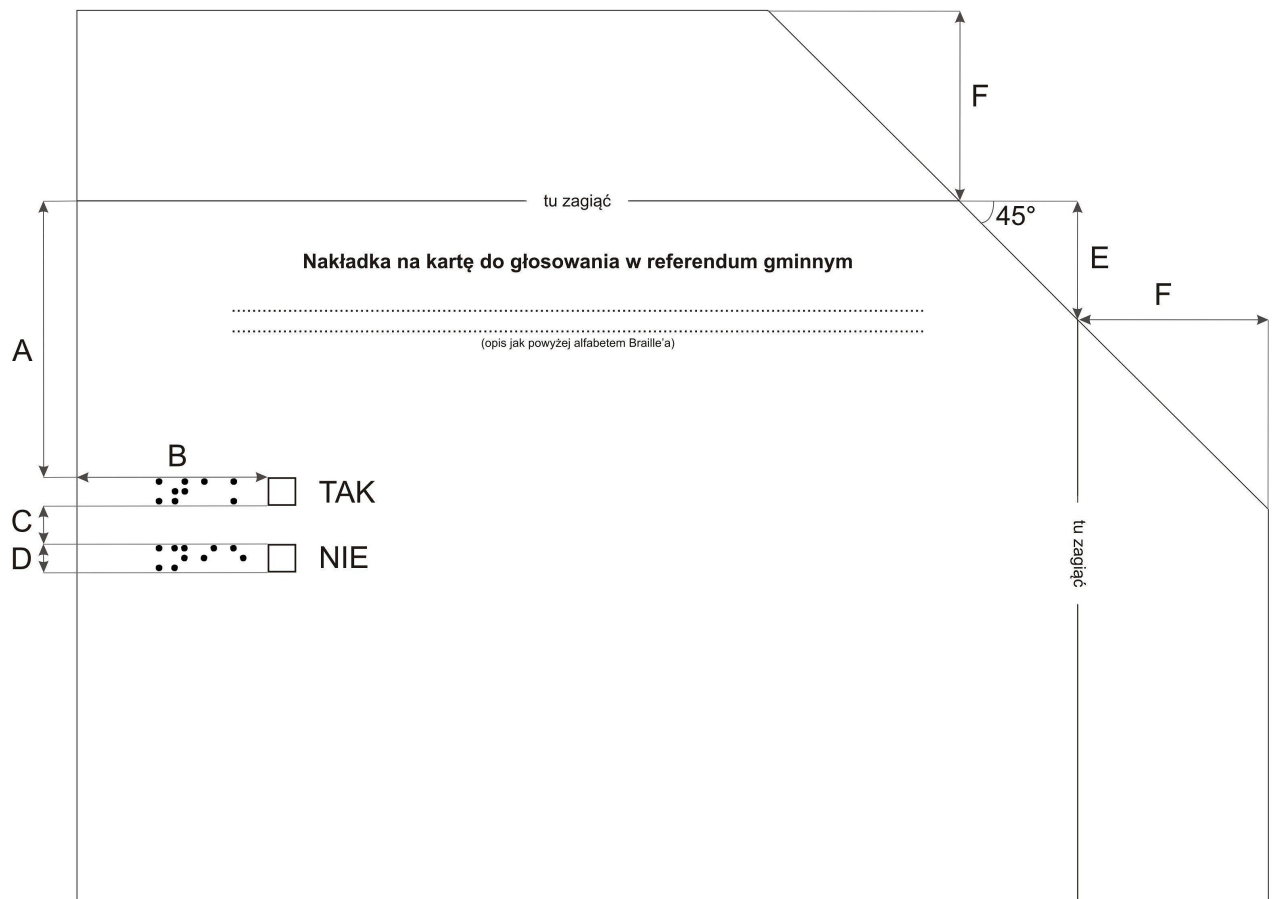 F
tu zagiąć
45°
Nakładka na kartę do głosowania w referendum gminnym
E
F
(opis jak powyżej alfabetem Braille’a)
A
B
TAK
C
D
NIE
tu zagiąć